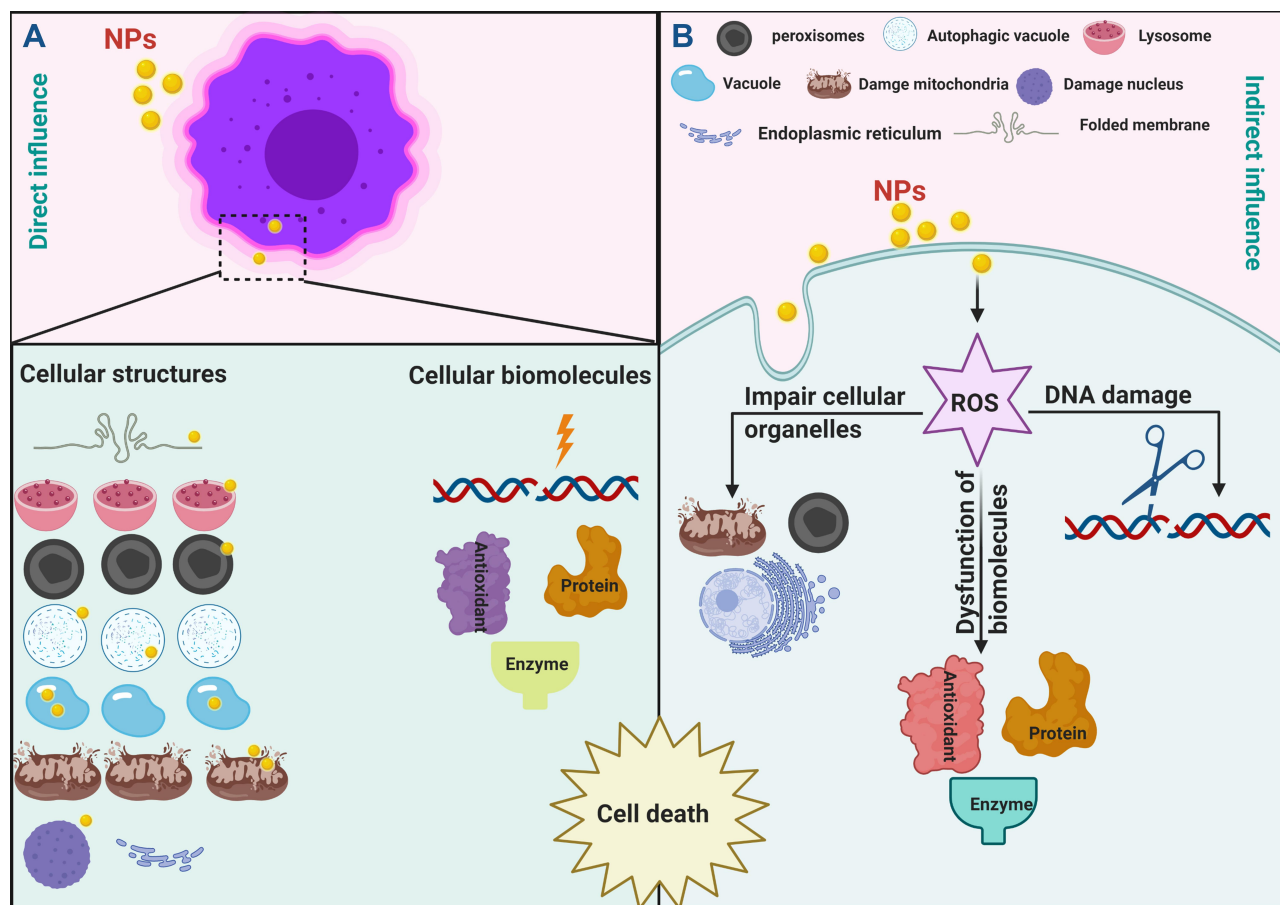 A
NPs
Direct influence
Cellular structures
Cellular biomolecules
Antioxidant
Protein
Enzyme
Cell death
B
peroxisomes
Autophagic vacuole
Lysosome
Vacuole
Damge mitochondria
Damage nucleus
Endoplasmic reticulum
Folded membrane
Indirect influence
NPs
ROS
Impair cellular
organelles
DNA damage
Dysfunction of
biomolecules
Antioxidant
Protein
Enzyme